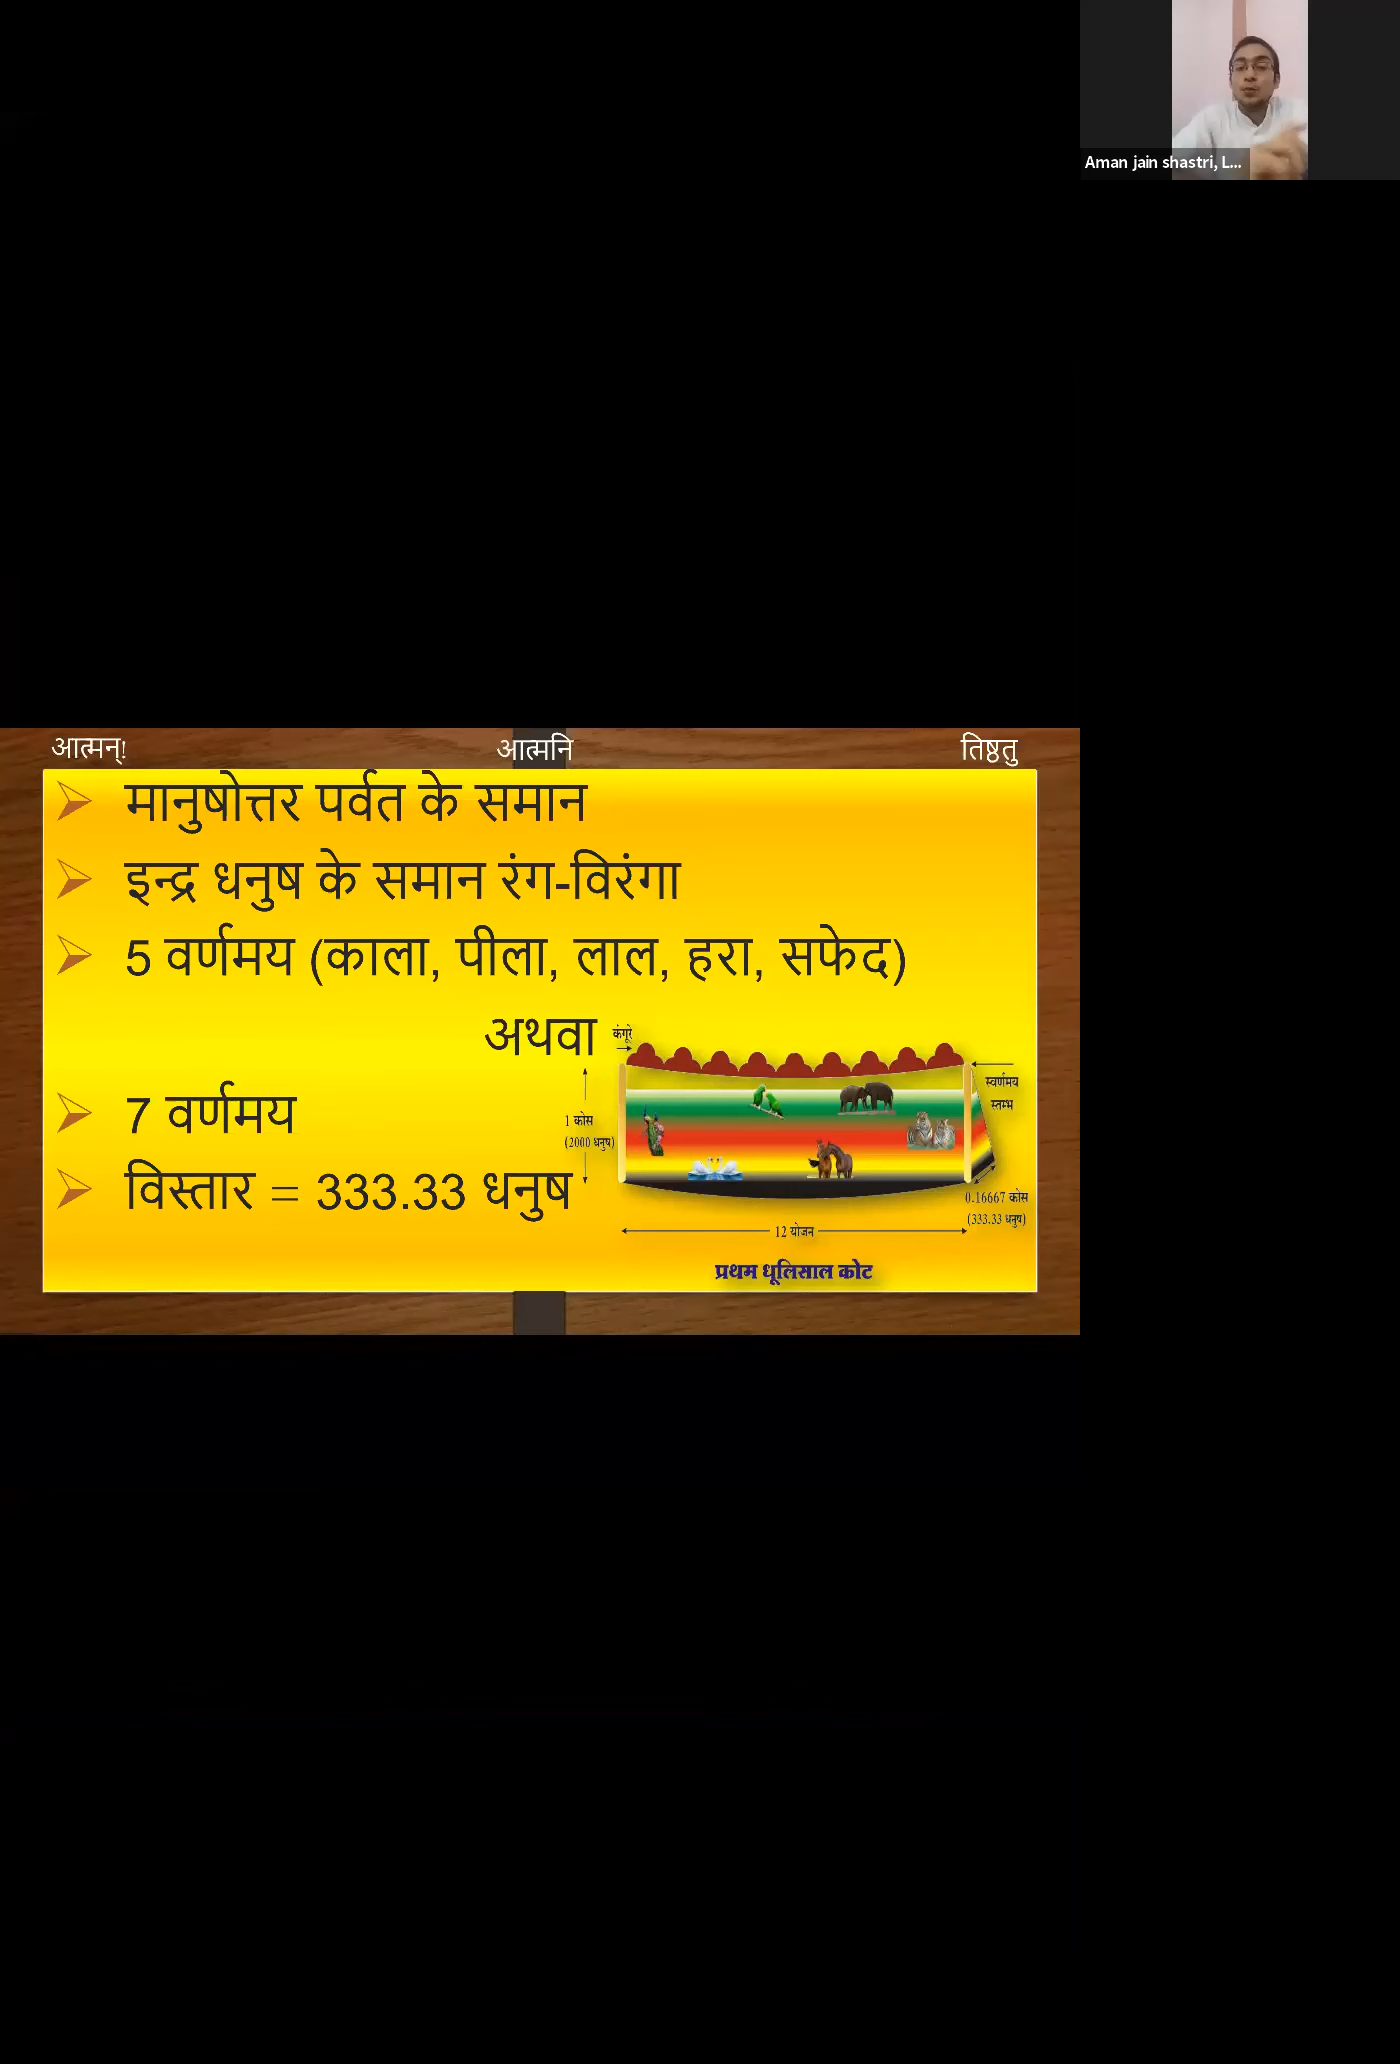 Aman jain shastri, L...
आत्मन्! आत्मनि तिष्ठतु
मानुषोत्तर पर्वत के समान
इन्द्र धनुष के समान रंग-विरंगा
5 वर्णमय (काला, पीला, लाल, हरा, सफेद)
अथवा
7 वर्णमय
विस्तार = 333.33 धनुष
कंगूरे
स्वर्णमय
स्तम्भ
1 कोस
(2000 धनुष)
0.16667 कोस
(333.33 धनुष)
12 योजन
प्रथम धूलिसाल कोट